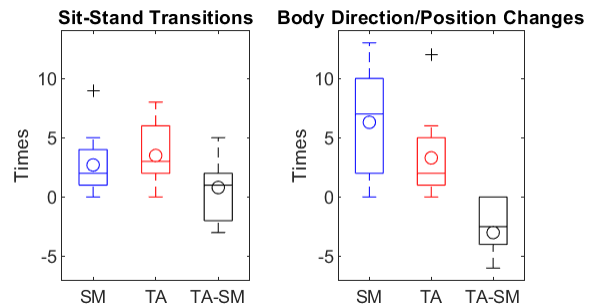 Sit-Stand Transitions
Times
10
5
0
-5
SM TA TA-SM
Body Direction/Position Changes
Times
10
5
0
-5
SM TA TA-SM